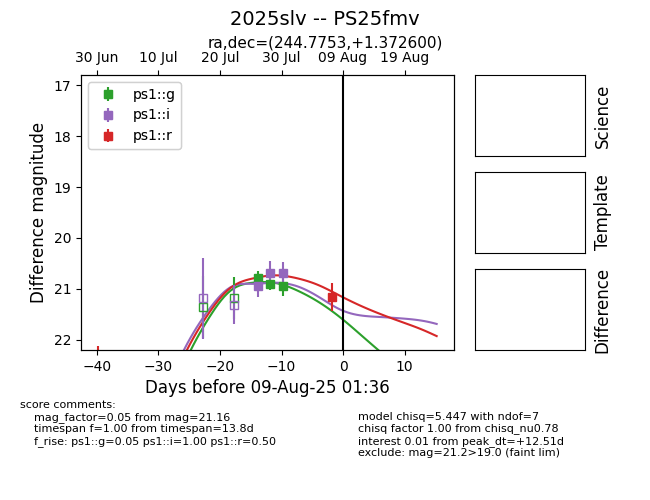 2025slv -- PS25fmv
ra,dec=(244.7753,+1.372600)
30 Jun 10 Jul 20 Jul 30 Jul 09 Aug 19 Aug
ps1::g
ps1::i
ps1::r
17
18
19
20
21
22
Difference magnitude
−40 −30 −20 −10 0 10
Days before 09-Aug-25 01:36
Science
Template
Difference
score comments:
mag_factor=0.05 from mag=21.16
timespan f=1.00 from timespan=13.8d
f_rise: ps1::g=0.05 ps1::i=1.00 ps1::r=0.50
model chisq=5.447 with ndof=7
chisq factor 1.00 from chisq_nu0.78
interest 0.01 from peak_dt=+12.51d
exclude: mag=21.2>19.0 (faint lim)